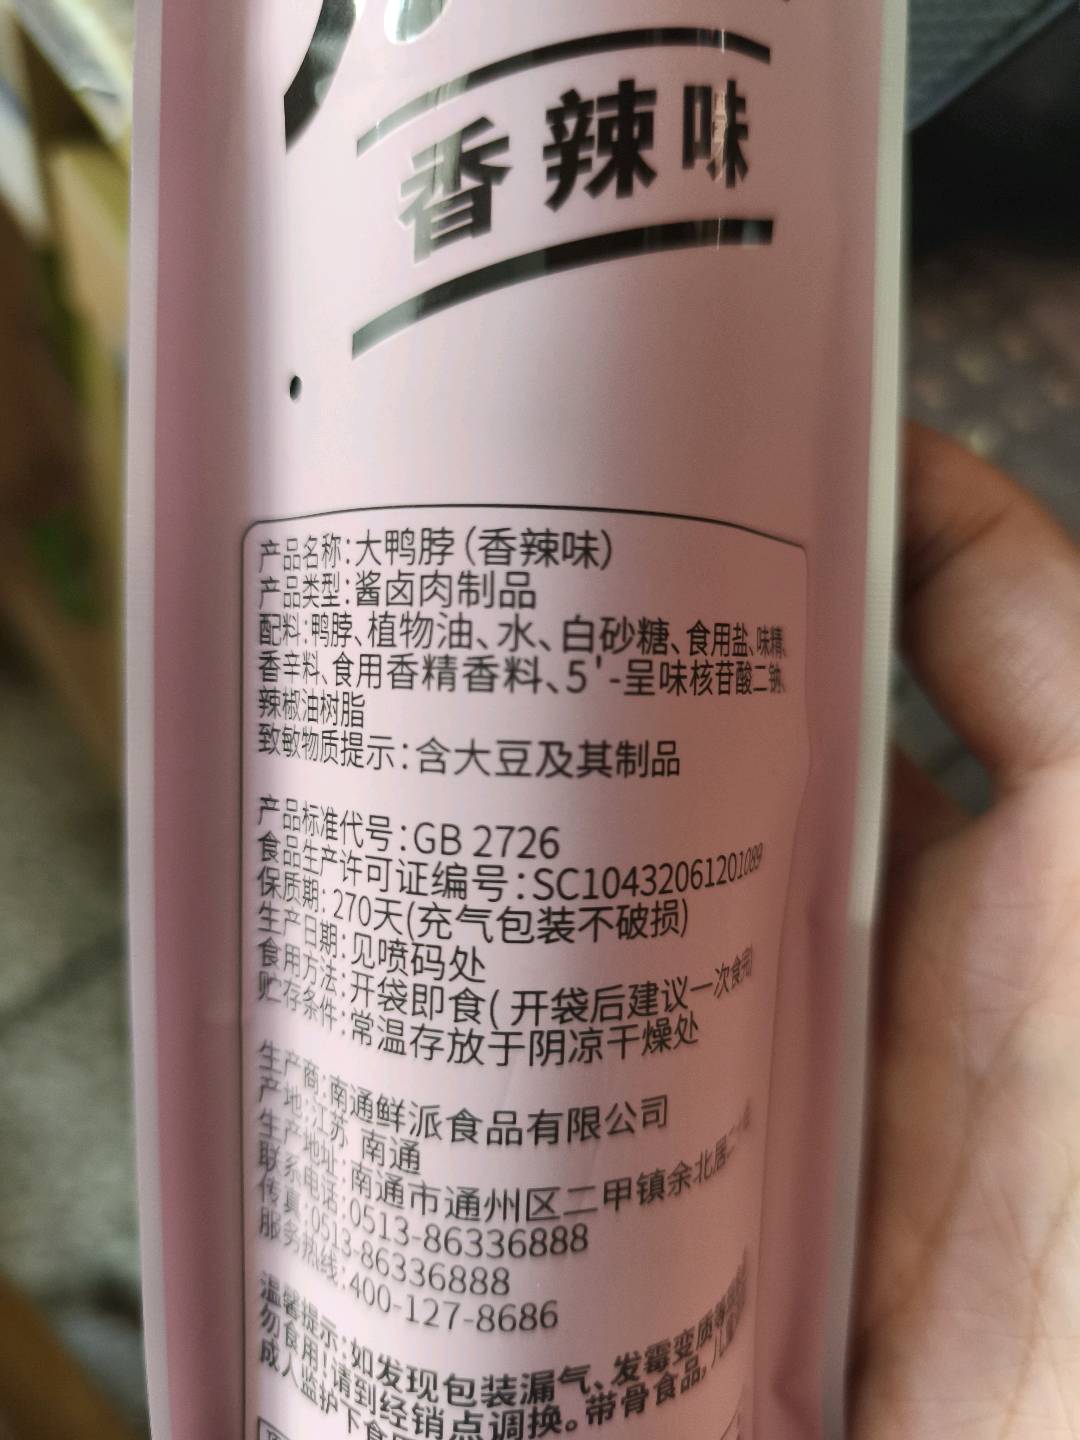 香辣味
产品名称:大鸭脖(香辣味)
产品类型:酱卤肉制品
配料:鸭脖、植物油、水、白砂糖、食用盐、味精、
香辛料、食用香精香料、5'-呈味核苷酸二钠、
辣椒油树脂
致敏物质提示:含大豆及其制品
产品标准代号:GB 2726
食品生产许可证编号:SC10432061201089
保质期:270天(充气包装不破损)
生产日期:见喷码处
食用方法:开袋即食(开袋后建议一次食完
贮存条件:常温存放于阴凉干燥处
生产商:南通鲜派食品有限公司
产地:江苏 南通
生产地址:南通市通州区二甲镇余北居二
联系电话:0513-86336888
传真:0513-86336888
服务热线:400-127-8686
温馨提示:如发现包装漏气、发霉变质等
勿食用!请到经销点调换。带骨食品,儿童
成人监护下食